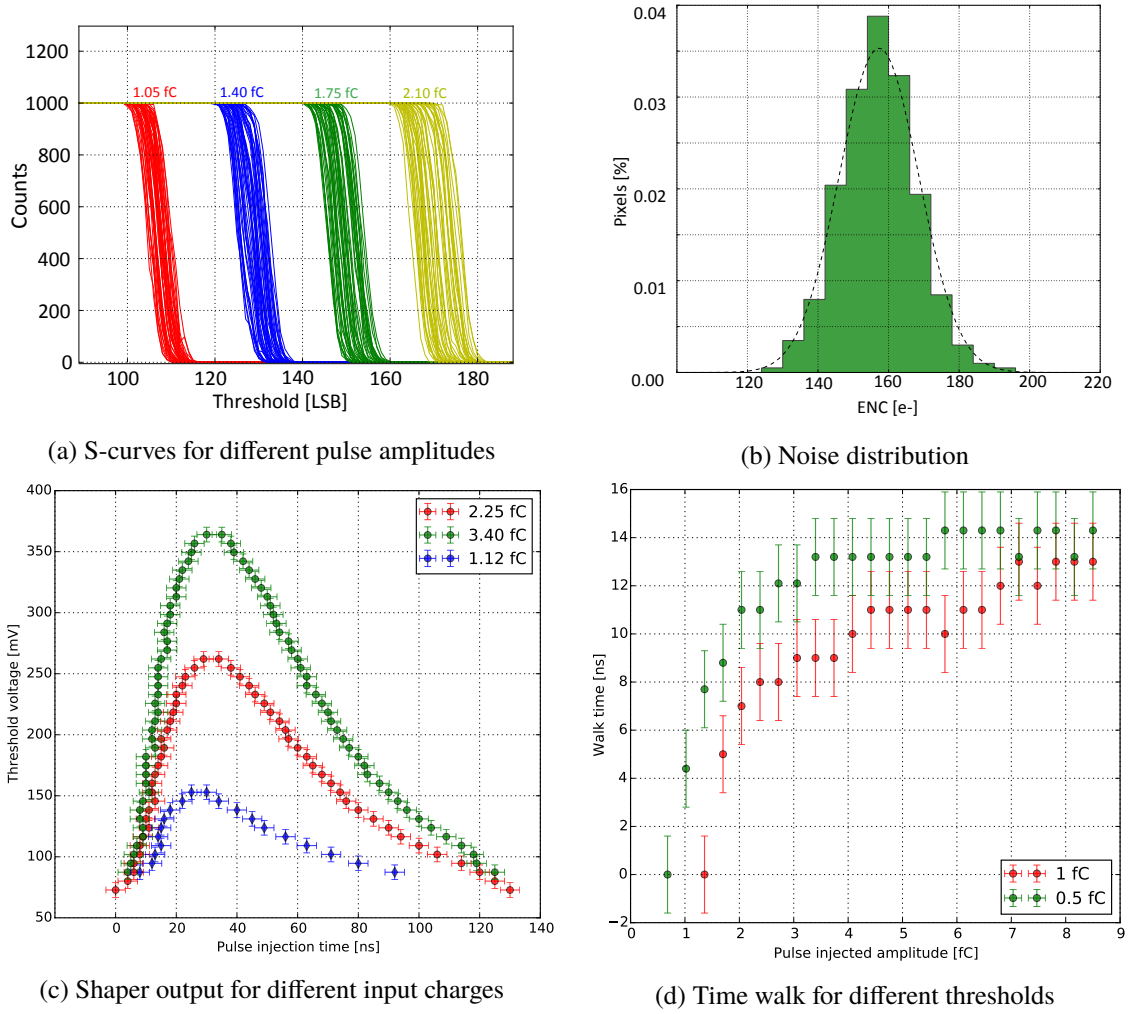 1200
1000
800
600
400
200
0
Counts
1.05 fC 1.40 fC 1.75 fC 2.10 fC
100 120 140 160 180
Threshold [LSB]
(a) S-curves for different pulse amplitudes
0.04
0.03
0.02
0.01
0.00
Pixels [%]
120 140 160 180 200 220
ENC [e-]
(b) Noise distribution
400
350
300
250
200
150
100
50
Threshold voltage [mV]
2.25 fC
3.40 fC
1.12 fC
0 20 40 60 80 100 120 140
Pulse injection time [ns]
(c) Shaper output for different input charges
16
14
12
10
8
6
4
2
0
−2
Walk time [ns]
1 fC
0.5 fC
0 1 2 3 4 5 6 7 8 9
Pulse injected amplitude [fC]
(d) Time walk for different thresholds